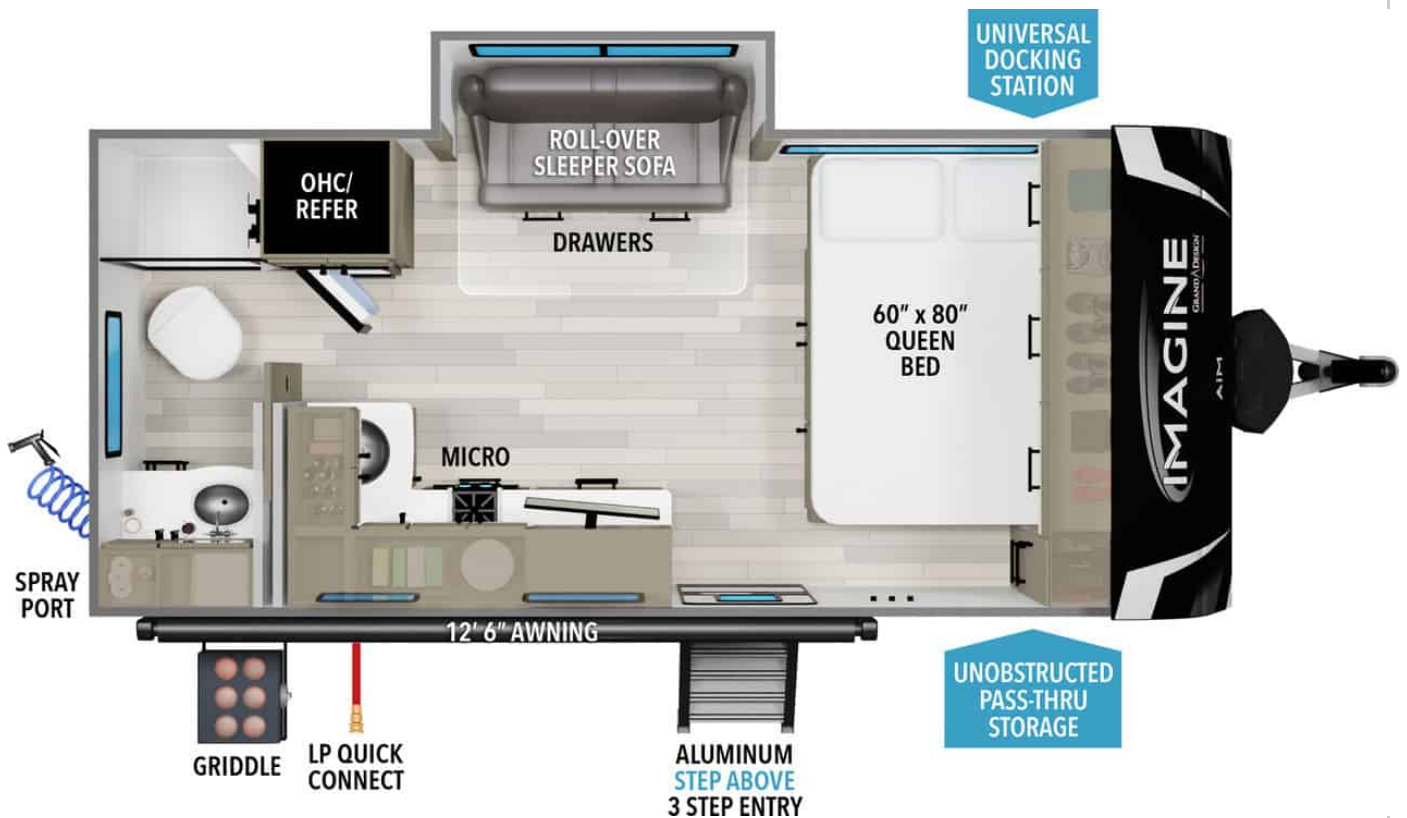 UNIVERSAL
DOCKING
STATION
ROLL-OVER
SLEEPER SOFA
OHC/
REFER
DRAWERS
60" x 80"
QUEEN
BED
IMAGINE
GRAND DESIGN
AIM
MICRO
SPRAY
PORT
12' 6" AWNING
UNOBSTRUCTED
PASS-THRU
STORAGE
GRIDDLE
LP QUICK
CONNECT
ALUMINUM
STEP ABOVE
3 STEP ENTRY